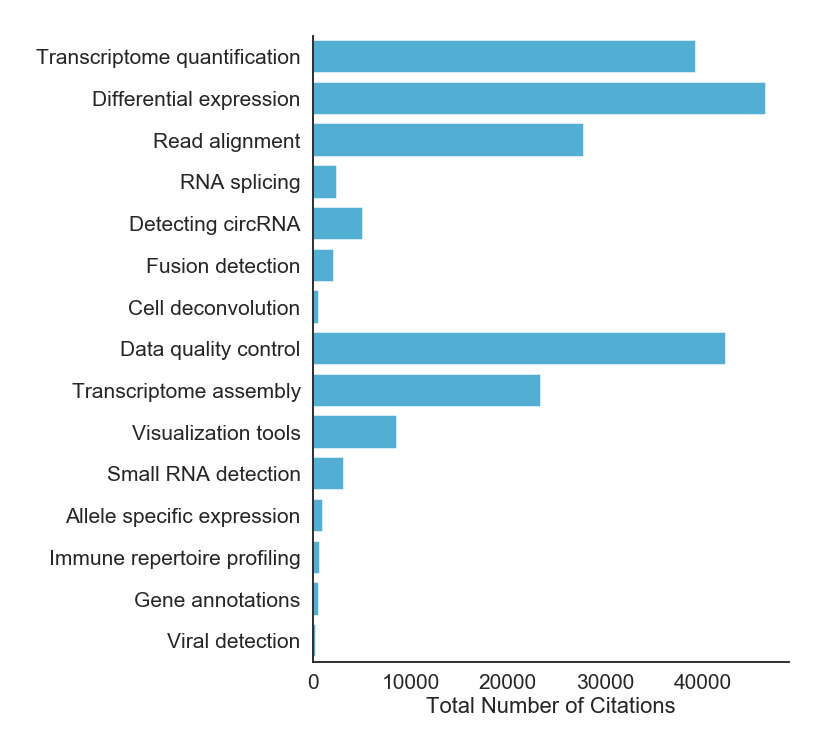 Transcriptome quantification
Differential expression
Read alignment
RNA splicing
Detecting circRNA
Fusion detection
Cell deconvolution
Data quality control
Transcriptome assembly
Visualization tools
Small RNA detection
Allele specific expression
Immune repertoire profiling
Gene annotations
Viral detection
0 10000 20000 30000 40000
Total Number of Citations